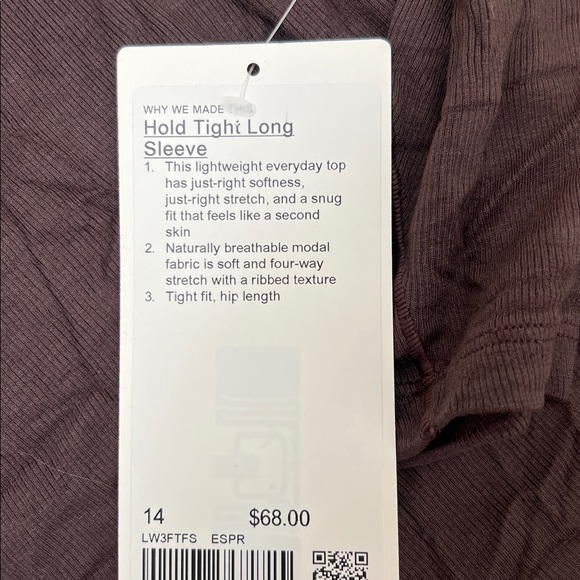 WHY WE MADE THIS
Hold Tight Long
Sleeve
1. This lightweight everyday top
has just-right softness,
just-right stretch, and a snug
fit that feels like a second
skin
2. Naturally breathable modal
fabric is soft and four-way
stretch with a ribbed texture
3. Tight fit, hip length
14 $68.00
LW3FTFS ESPR